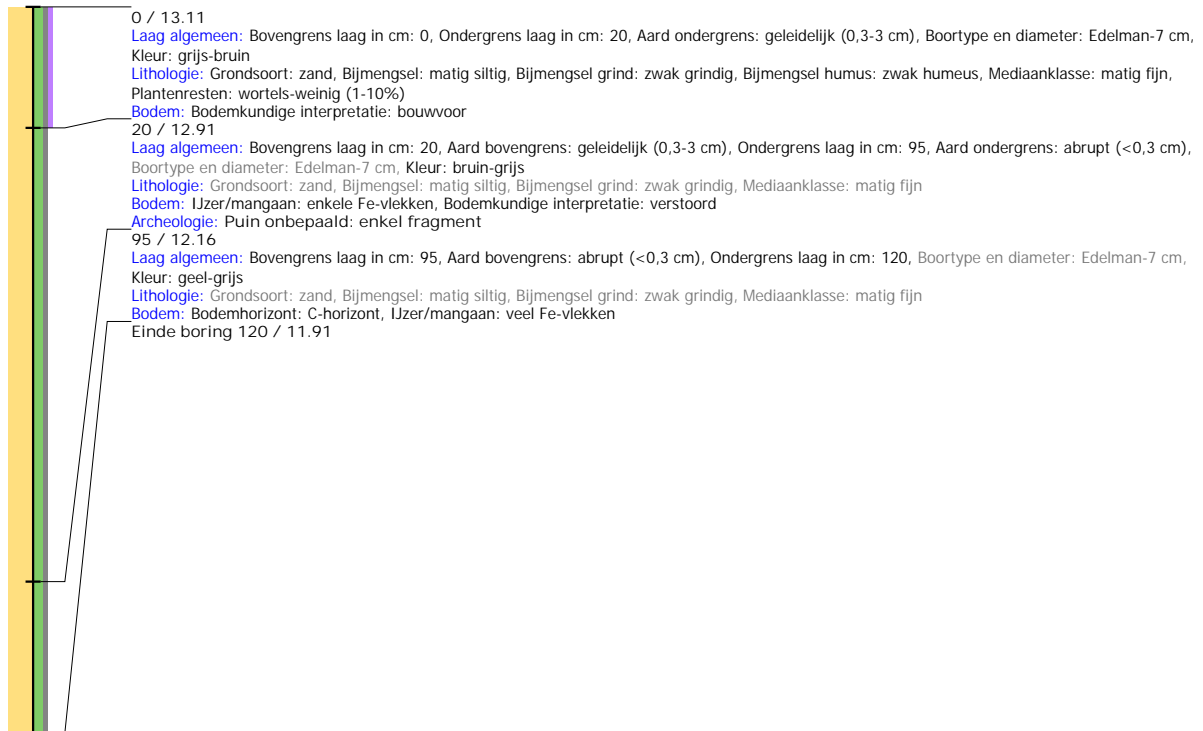 0 / 13.11
Laag algemeen: Bovengrens laag in cm: 0, Ondergrens laag in cm: 20, Aard ondergrens: geleidelijk (0,3-3 cm), Boortype en diameter: Edelman-7 cm,
Kleur: grijs-bruin
Lithologie: Grondsoort: zand, Bijmengsel: matig siltig, Bijmengsel grind: zwak grindig, Bijmengsel humus: zwak humeus, Mediaanklasse: matig fijn,
Plantenresten: wortels-weinig (1-10%)
Bodem: Bodemkundige interpretatie: bouwvoor
20 / 12.91
Laag algemeen: Bovengrens laag in cm: 20, Aard bovengrens: geleidelijk (0,3-3 cm), Ondergrens laag in cm: 95, Aard ondergrens: abrupt (<0,3 cm),
Boortype en diameter: Edelman-7 cm, Kleur: bruin-grijs
Lithologie: Grondsoort: zand, Bijmengsel: matig siltig, Bijmengsel grind: zwak grindig, Mediaanklasse: matig fijn
Bodem: IJzer/mangaan: enkele Fe-vlekken, Bodemkundige interpretatie: verstoord
Archeologie: Puin onbepaald: enkel fragment
95 / 12.16
Laag algemeen: Bovengrens laag in cm: 95, Aard bovengrens: abrupt (<0,3 cm), Ondergrens laag in cm: 120, Boortype en diameter: Edelman-7 cm,
Kleur: geel-grijs
Lithologie: Grondsoort: zand, Bijmengsel: matig siltig, Bijmengsel grind: zwak grindig, Mediaanklasse: matig fijn
Bodem: Bodemhorizont: C-horizont, IJzer/mangaan: veel Fe-vlekken
Einde boring 120 / 11.91